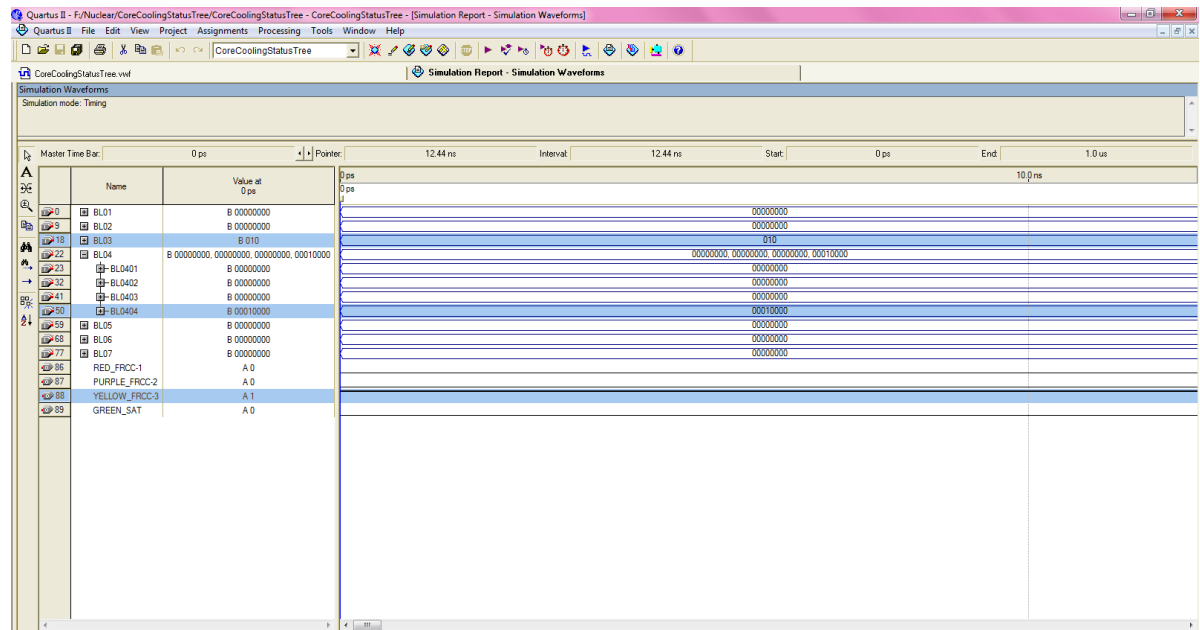 Quartus II - F:/Nuclear/CoreCoolingStatusTree/CoreCoolingStatusTree - CoreCoolingStatusTree - [Simulation Report - Simulation Waveforms]
Quartus II File Edit View Project Assignments Processing Tools Window Help
CoreCoolingStatusTree
CoreCoolingStatusTree.vwf Simulation Report - Simulation Waveforms
Simulation Waveforms
Simulation mode: Timing
Master Time Bar: 0 ps Pointer: 12.44 ns Interval: 12.44 ns Start: 0 ps End: 1.0 us
Name Value at 0 ps 0 ps 10.0 ns
0 ps
0 BL01 B 00000000 00000000
9 BL02 B 00000000 00000000
18 BL03 B 010 010
22 BL04 B 00000000, 00000000, 00000000, 00010000 00000000, 00000000, 00000000, 00010000
23 BL0401 B 00000000 00000000
32 BL0402 B 00000000 00000000
41 BL0403 B 00000000 00000000
50 BL0404 B 00010000 00010000
59 BL05 B 00000000 00000000
68 BL06 B 00000000 00000000
77 BL07 B 00000000 00000000
86 RED_FRCC-1 A 0
87 PURPLE_FRCC-2 A 0
88 YELLOW_FRCC-3 A 1
89 GREEN_SAT A 0